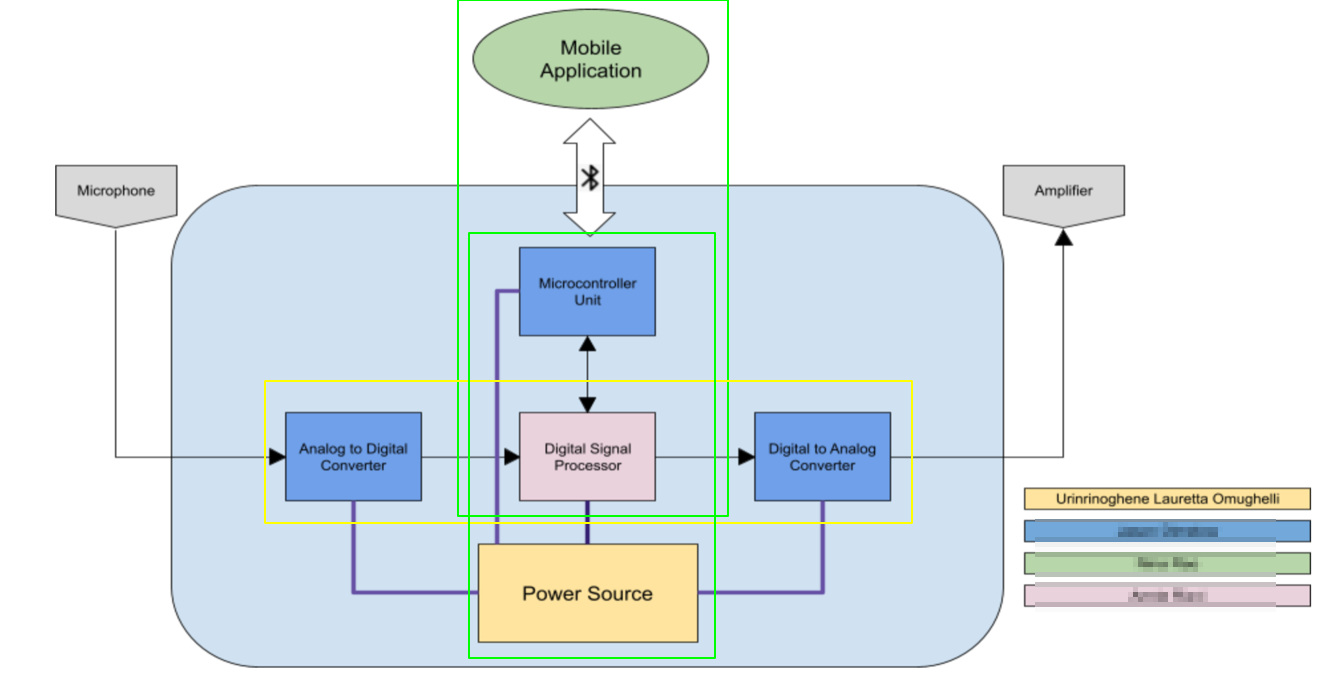 Mobile
Application
Microphone
Amplifier
Microcontroller
Unit
Analog to Digital
Converter
Digital Signal
Processor
Digital to Analog
Converter
Urinrinoghene Lauretta Omughelli
Power Source